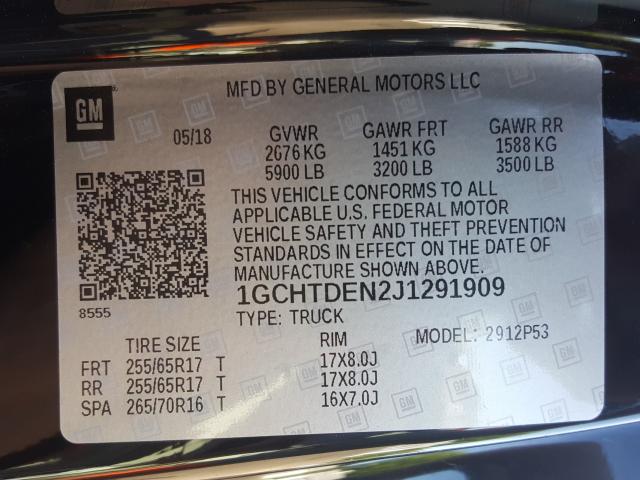 MFD BY GENERAL MOTORS LLC
GM
05/18 GVWR GAWR FRT GAWR RR
2676 KG 1451 KG 1588 KG
5900 LB 3200 LB 3500 LB
THIS VEHICLE CONFORMS TO ALL
APPLICABLE U.S. FEDERAL MOTOR
VEHICLE SAFETY AND THEFT PREVENTION
STANDARDS IN EFFECT ON THE DATE OF
MANUFACTURE SHOWN ABOVE.
8555 1GCHTDEN2J1291909
TYPE: TRUCK MODEL: 2912P53
TIRE SIZE RIM
FRT 255/65R17 T 17X8.0J
RR 255/65R17 T 17X8.0J
SPA 265/70R16 T 16X7.0J